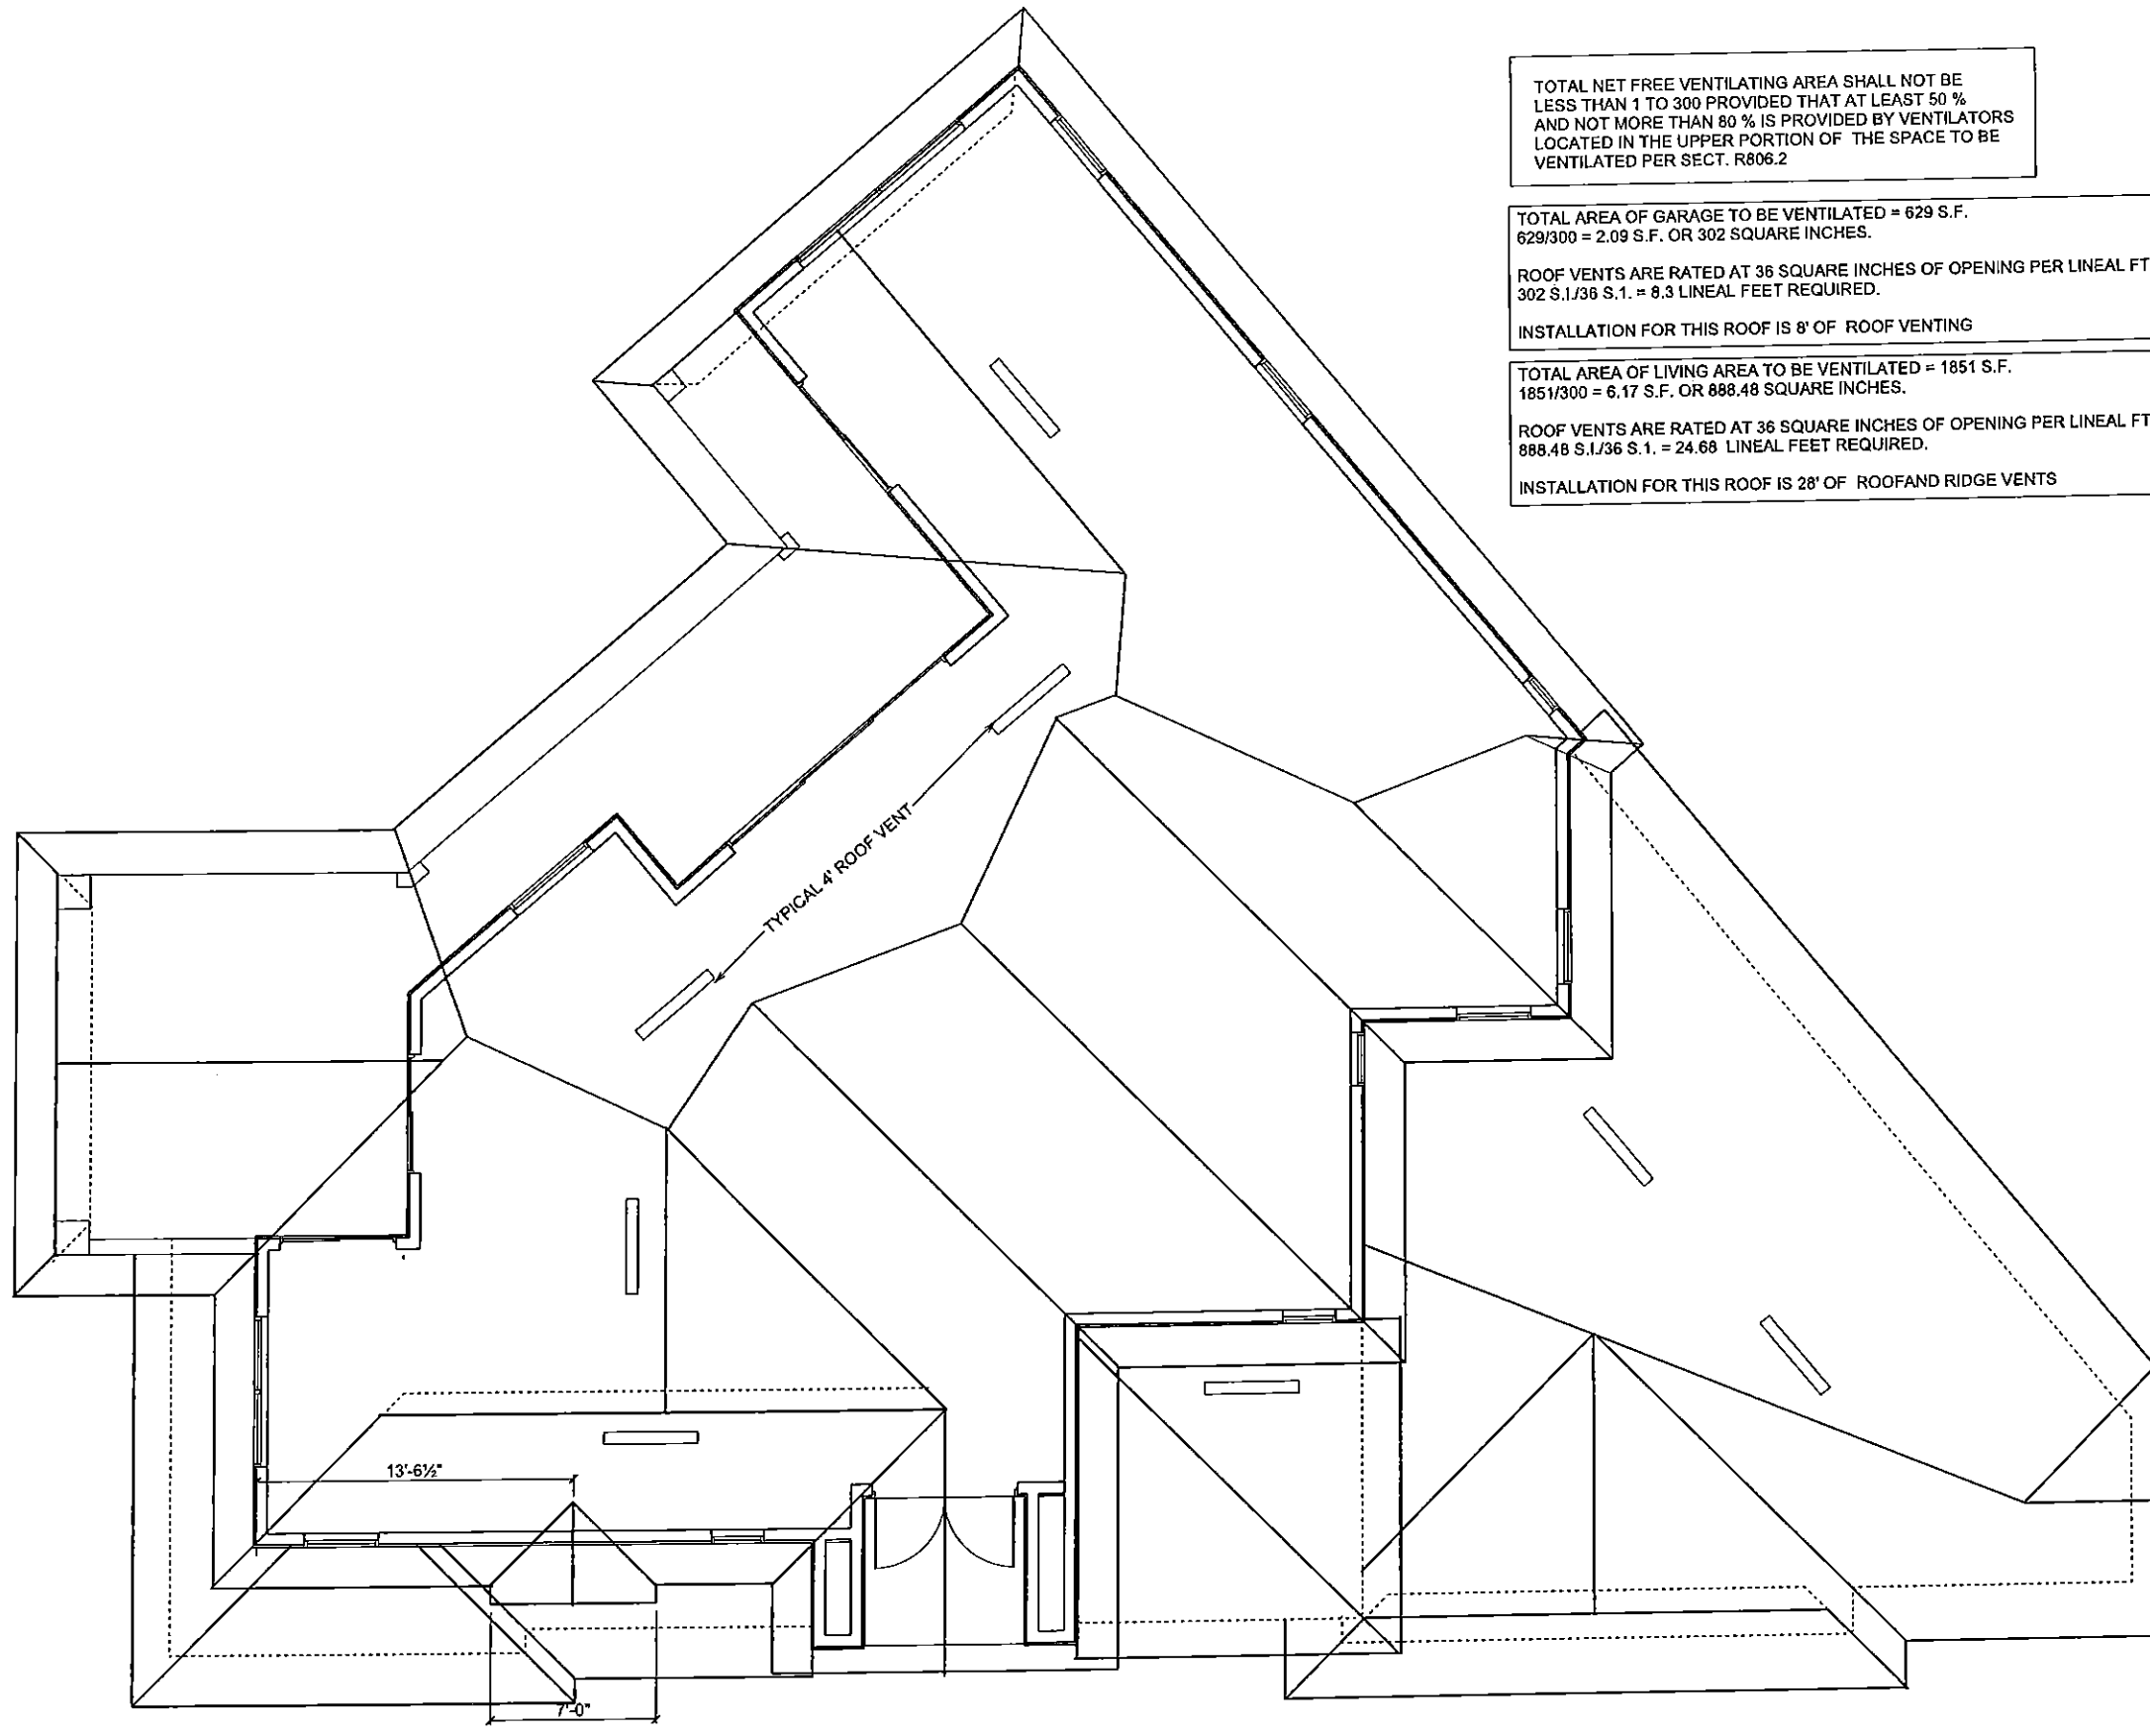 TOTAL NET FREE VENTILATING AREA SHALL NOT BE
LESS THAN 1 TO 300 PROVIDED THAT AT LEAST 50 %
AND NOT MORE THAN 80 % IS PROVIDED BY VENTILATORS
LOCATED IN THE UPPER PORTION OF THE SPACE TO BE
VENTILATED PER SECT. R806.2
TOTAL AREA OF GARAGE TO BE VENTILATED = 629 S.F.
629/300 = 2.09 S.F. OR 302 SQUARE INCHES.
ROOF VENTS ARE RATED AT 36 SQUARE INCHES OF OPENING PER LINEAL FT
302 S.I./36 S.1. = 8.3 LINEAL FEET REQUIRED.
INSTALLATION FOR THIS ROOF IS 8' OF ROOF VENTING
TOTAL AREA OF LIVING AREA TO BE VENTILATED = 1851 S.F.
1851/300 = 6.17 S.F. OR 888.48 SQUARE INCHES.
ROOF VENTS ARE RATED AT 36 SQUARE INCHES OF OPENING PER LINEAL FT
888.48 S.I./36 S.1. = 24.68 LINEAL FEET REQUIRED.
INSTALLATION FOR THIS ROOF IS 28' OF ROOFAND RIDGE VENTS
TYPICAL 4' ROOF VENT
13'-6½"
7'-0"